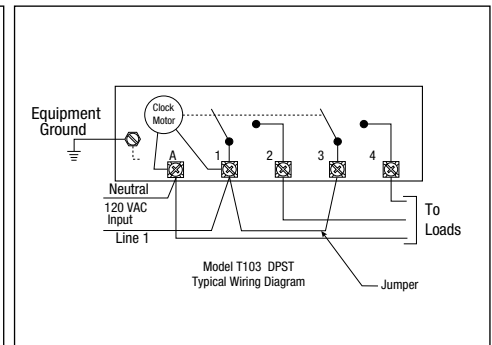 Clock
Motor
Equipment
Ground
A
1
2
3
4
Neutral
120 VAC
Input
Line 1
To
Loads
Model T103 DPST
Typical Wiring Diagram
Jumper